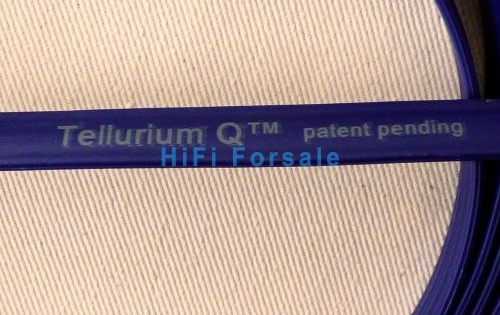 Tellurium Q™ patent pending
HiFi Forsale